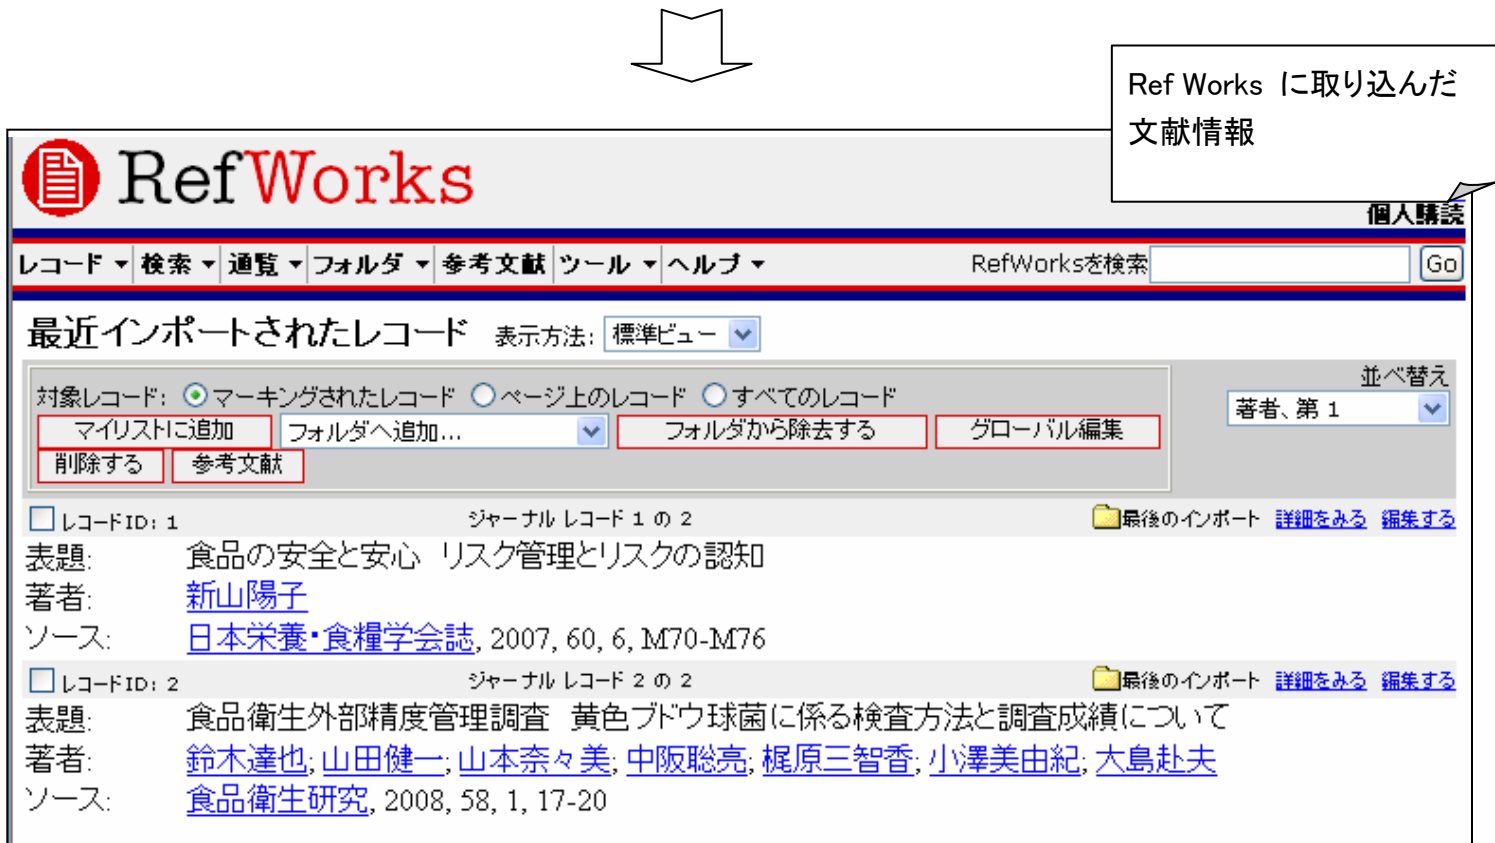 Ref Works に取り込んだ
文献情報
RefWorks
個人購読
レコード 検索 通覧 フォルダ 参考文献 ツール ヘルプ RefWorksを検索 Go
最近インポートされたレコード 表示方法: 標準ビュー
並べ替え
対象レコード: マーキングされたレコード ページ上のレコード すべてのレコード
著者、第 1
マイリストに追加 フォルダへ追加... フォルダから除去する グローバル編集
削除する 参考文献
レコードID: 1 ジャーナル レコード 1 の 2 最後のインポート 詳細をみる 編集する
表題: 食品の安全と安心 リスク管理とリスクの認知
著者: 新山陽子
ソース: 日本栄養・食糧学会誌, 2007, 60, 6, M70-M76
レコードID: 2 ジャーナル レコード 2 の 2 最後のインポート 詳細をみる 編集する
表題: 食品衛生外部精度管理調査 黄色ブドウ球菌に係る検査方法と調査成績について
著者: 鈴木達也; 山田健一; 山本奈々美; 中阪聡亮; 梶原三智香; 小澤美由紀; 大島赴夫
ソース: 食品衛生研究, 2008, 58, 1, 17-20